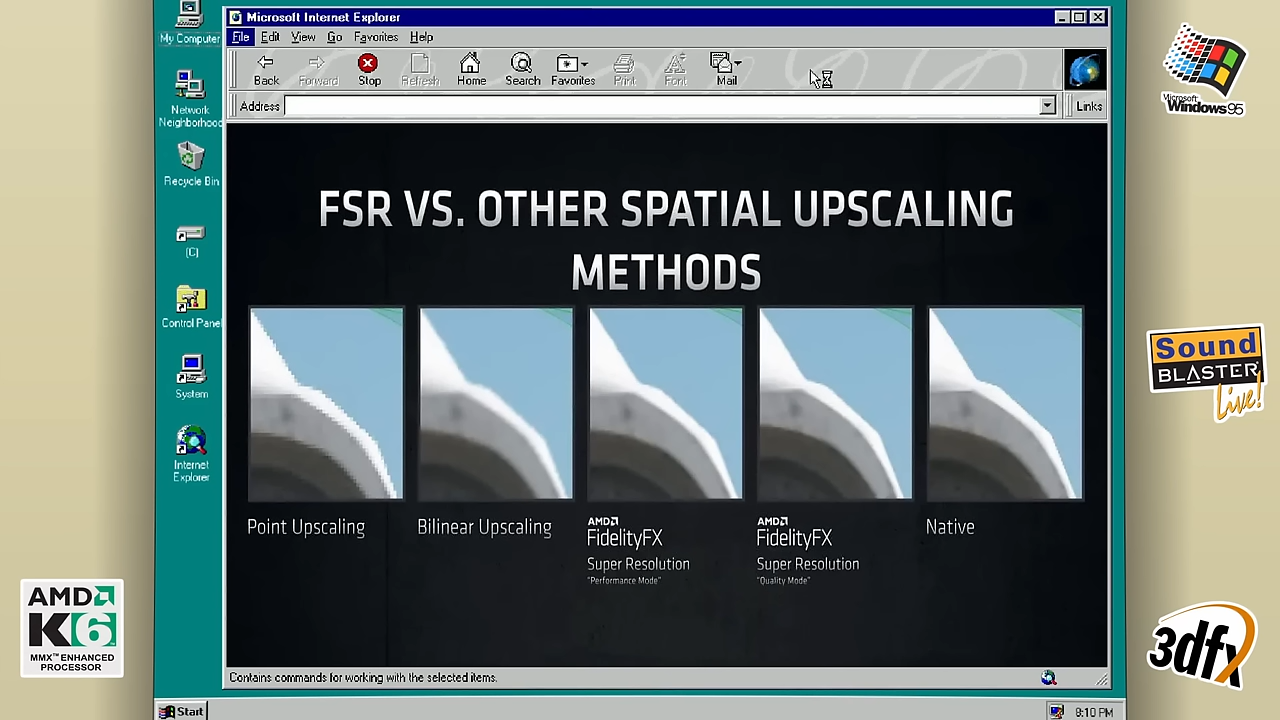 My Computer
Network
Neighborhood
Recycle Bin
(C)
Control Panel
System
Internet
Explorer
Microsoft Internet Explorer
File Edit View Go Favorites Help
Back Forward Stop Refresh Home Search Favorites Print Font Mail
Address
Links
FSR VS. OTHER SPATIAL UPSCALING
METHODS
Point Upscaling
Bilinear Upscaling
AMD
FidelityFX
Super Resolution
"Performance Mode"
AMD
FidelityFX
Super Resolution
"Quality Mode"
Native
Contains commands for working with the selected items.
Start
8:10 PM
Microsoft
Windows 95
Sound
BLASTER
Live!
3dfx
AMD
K6
MMX™ ENHANCED
PROCESSOR